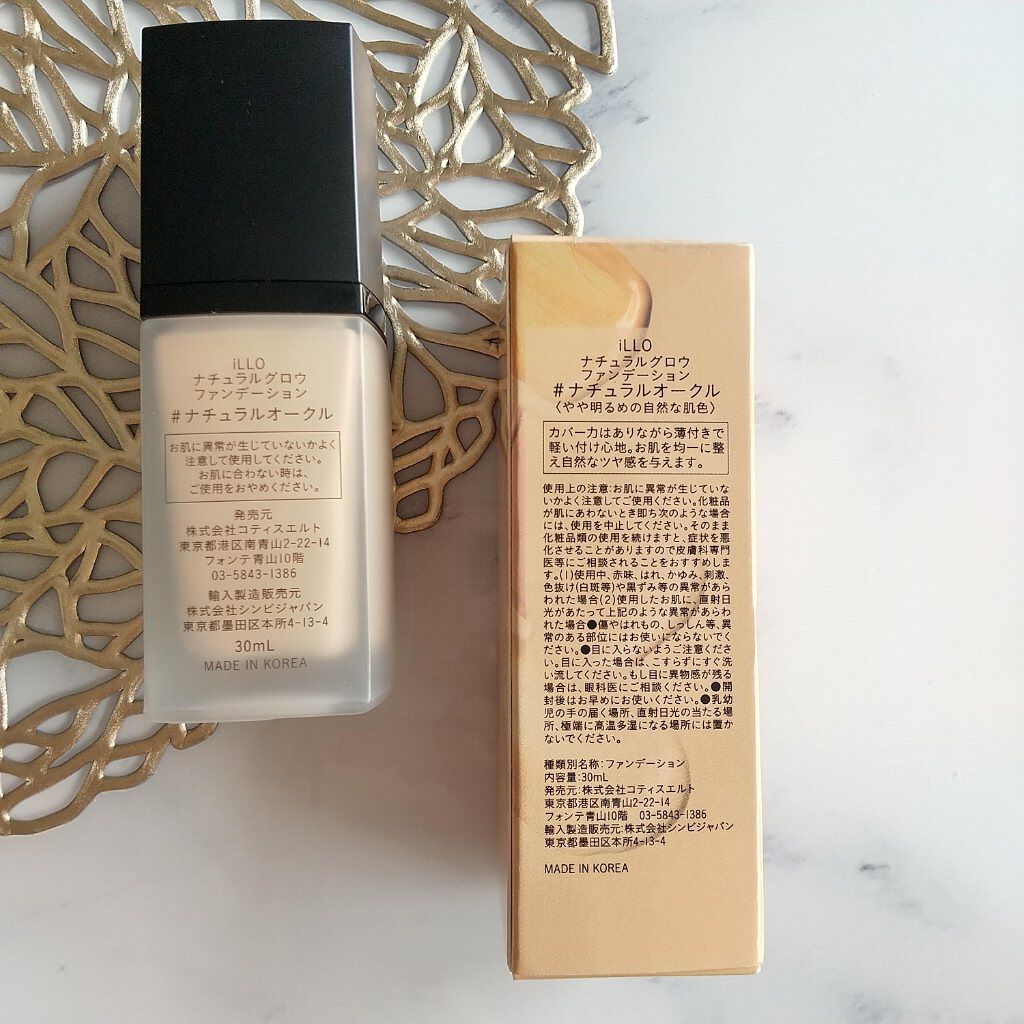 iLLO
ナチュラルグロウ
ファンデーション
#ナチュラルオークル
お肌に異常が生じていないかよく
注意して使用してください。
お肌に合わない時は、
ご使用をおやめください。
発売元
株式会社コティスエルト
東京都港区南青山2-22-14
フォンテ青山10階
03-5843-1386
輸入製造販売元
株式会社シンビジャパン
東京都墨田区本所4-13-4
30mL
MADE IN KOREA
iLLO
ナチュラルグロウ
ファンデーション
#ナチュラルオークル
〈やや明るめの自然な肌色〉
カバー力はありながら薄付きで
軽い付け心地。お肌を均一に整
え自然なツヤ感を与えます。
使用上の注意:お肌に異常が生じていな
いかよく注意してご使用ください。化粧品
が肌にあわないとき即ち次のような場合
には、使用を中止してください。そのまま
化粧品類の使用を続けますと、症状を悪
化させることがありますので皮膚科専門
医等にご相談されることをおすすめしま
す。(1)使用中、赤味、はれ、かゆみ、刺激、
色抜け(白斑等)や黒ずみ等の異常があら
われた場合(2)使用したお肌に、直射日
光があたって上記のような異常があらわ
れた場合●傷やはれもの、しっしん等、異
常のある部位にはお使いにならないでく
ださい。●目に入らないようご注意くださ
い。目に入った場合は、こすらずにすぐ洗
い流してください。もし目に異物感が残る
場合は、眼科医にご相談ください。●開
封後はお早めにお使いください。●乳幼
児の手の届く場所、直射日光の当たる場
所、極端に高温多湿になる場所には置か
ないでください。
種類別名称:ファンデーション
内容量:30mL
発売元:株式会社コティスエルト
東京都港区南青山2-22-14
フォンテ青山10階 03-5843-1386
輸入製造販売元:株式会社シンビジャパン
東京都墨田区本所4-13-4
MADE IN KOREA